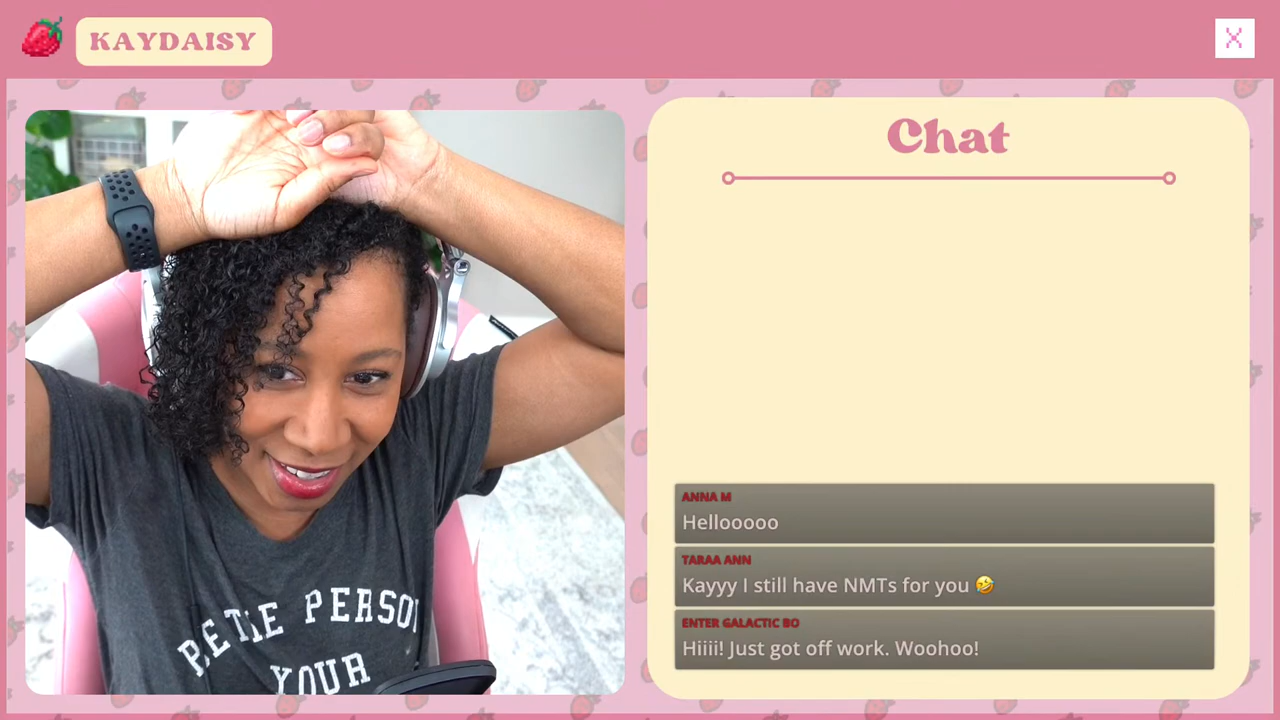 KAYDAISY
Chat
ANNA M
Hellooooo
TARAA ANN
Kayyy I still have NMTs for you 🤣
ENTER GALACTIC BO
Hiiii! Just got off work. Woohoo!
PERSO
YOUR